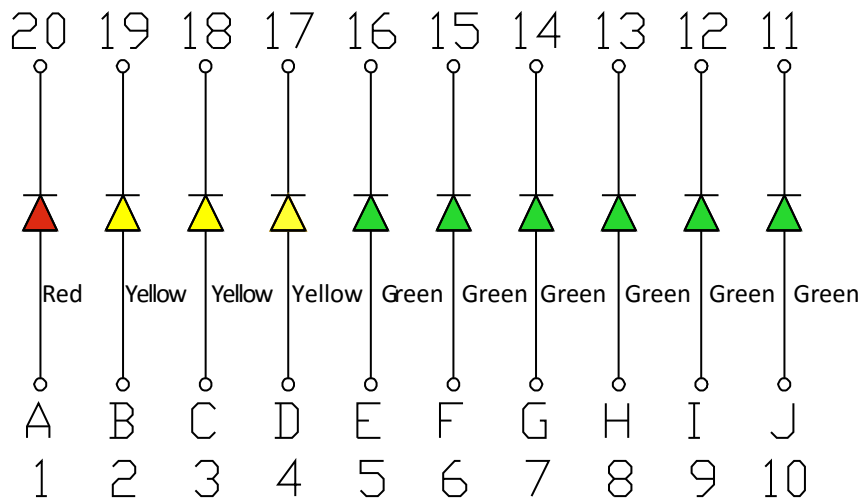 20 19 18 17 16 15 14 13 12 11
Red Yellow Yellow Yellow Green Green Green Green Green Green
A B C D E F G H I J
1 2 3 4 5 6 7 8 9 10